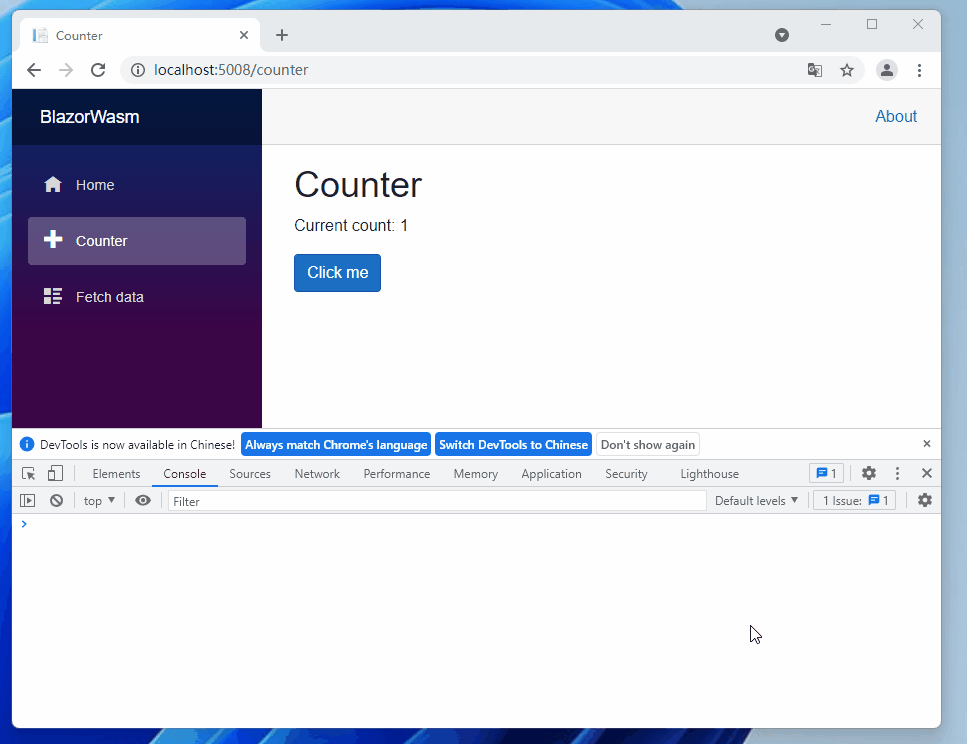 Counter
localhost:5008/counter
BlazorWasm
About
Home
Counter
Fetch data
Counter
Current count: 1
Click me
DevTools is now available in Chinese! Always match Chrome's language Switch DevTools to Chinese Don't show again
Elements Console Sources Network Performance Memory Application Security Lighthouse 1
top Filter Default levels 1 Issue: 1